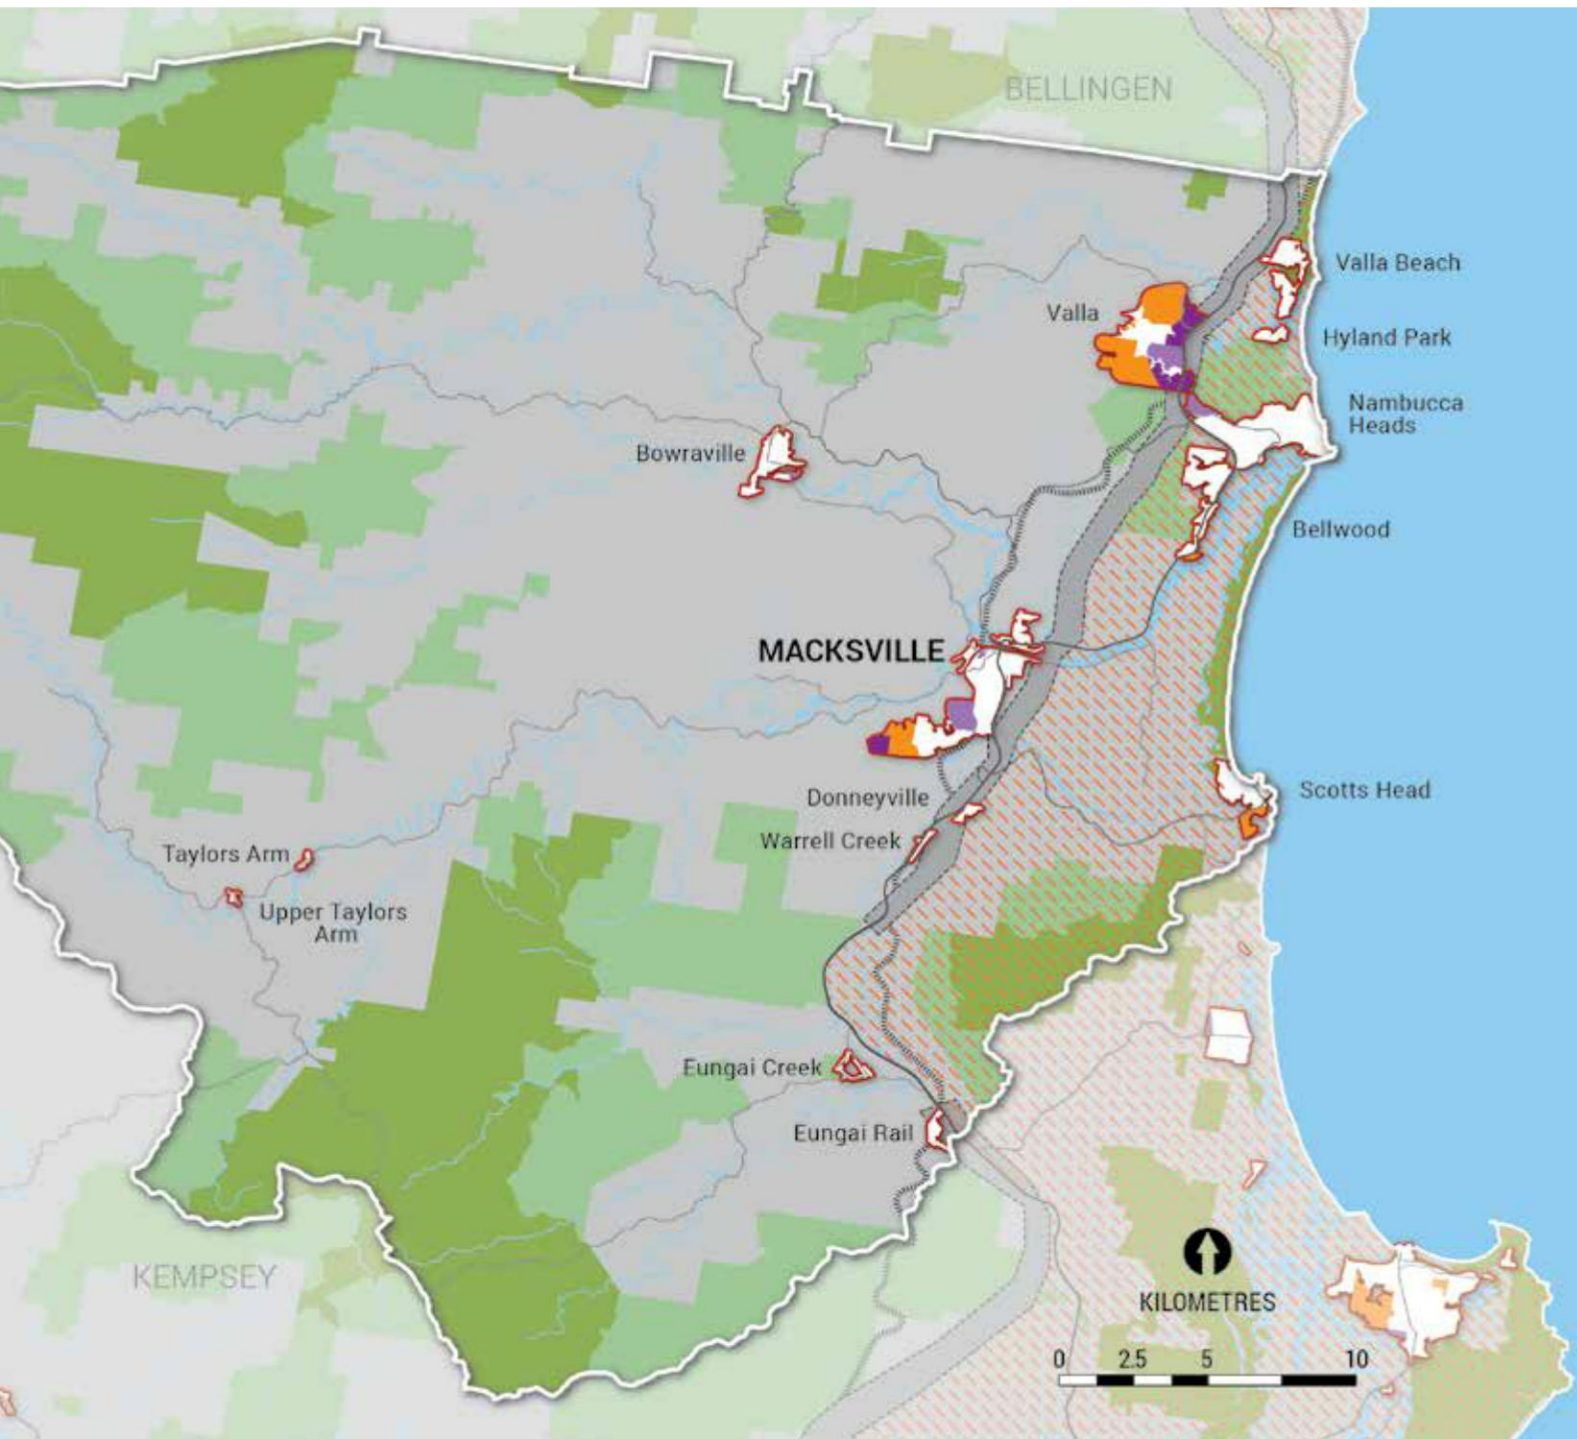 BELLINGEN
Valla Beach
Valla
Hyland Park
Nambucca
Heads
Bowraville
Bellwood
MACKSVILLE
Scotts Head
Donneyville
Warrell Creek
Taylors Arm
Upper Taylors
Arm
Eungai Creek
Eungai Rail
KEMPSEY
KILOMETRES
0 2.5 5 10